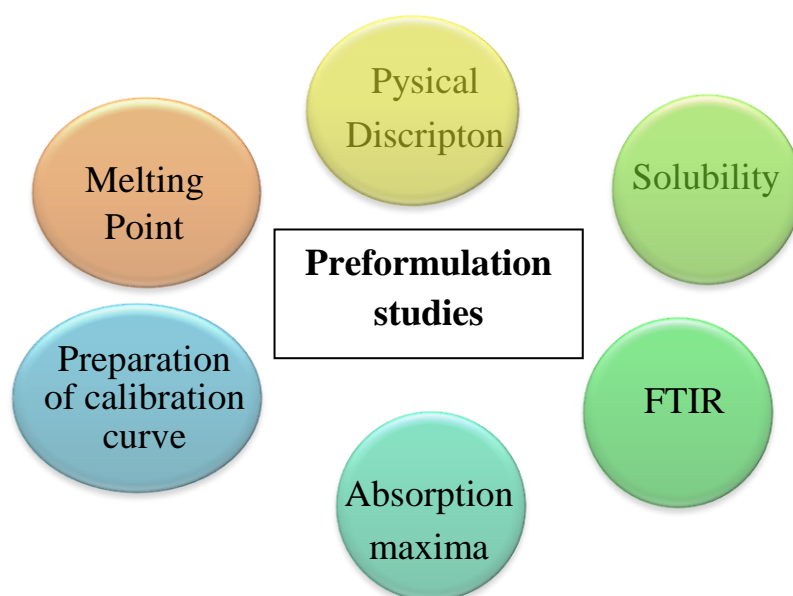 Pysical
Discripton
Melting
Point
Solubility
Preformulation
studies
Preparation
of calibration
curve
FTIR
Absorption
maxima